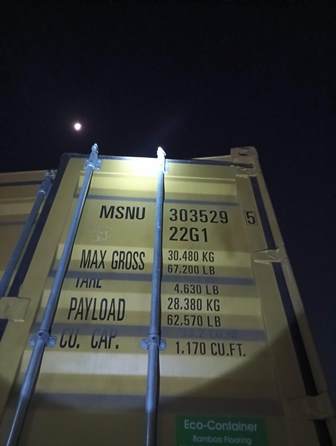 MSNU 303529 5
22G1
MAX GROSS 30.480 KG
67.200 LB
TARE
4.630 LB
PAYLOAD 28.380 KG
62.570 LB
CU. CAP.
1.170 CU.FT.
Eco-Container
Bamboo Flooring